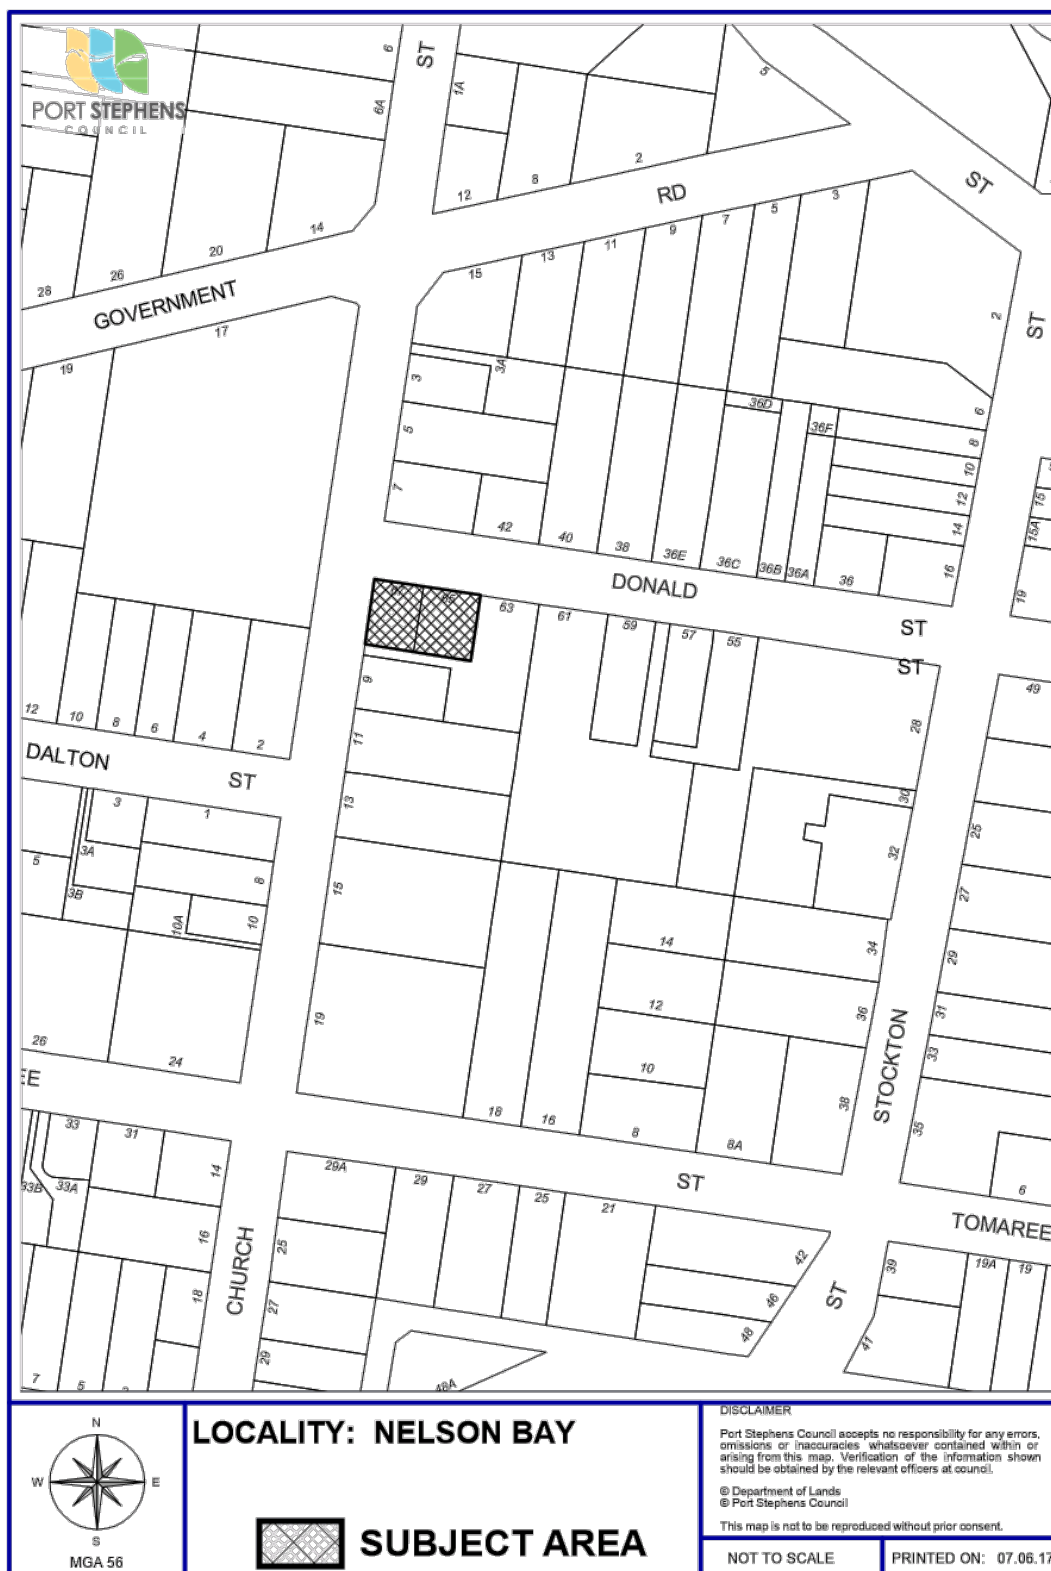 PORT STEPHENS
COUNCIL
6
ST
1A
6A
5
2
8
12
RD
ST
3
5
7
9
11
13
15
14
20
26
28
GOVERNMENT
17
19
2
ST
3A
3
5
7
36D
36F
6
8
10
12
14
16
15
15A
19
42
40
38
36E
36C
36B
36A
36
DONALD
ST
ST
65
63
61
59
57
55
49
9
11
13
15
19
28
30
32
25
27
29
31
33
35
12
10
8
6
4
2
DALTON
ST
3
1
3A
5
3B
8
10A
10
14
12
10
34
36
38
STOCKTON
26
24
EE
18
16
8
8A
33
31
14
33B
33A
16
18
CHURCH
29A
29
27
25
21
ST
6
TOMAREE
25
27
29
42
46
48
ST
39
41
19A
19
7
5
48A
N
W
E
S
MGA 56
LOCALITY: NELSON BAY
SUBJECT AREA
DISCLAIMER
Port Stephens Council accepts no responsibility for any errors,
omissions or inaccuracies whatsoever contained within or
arising from this map. Verification of the information shown
should be obtained by the relevant officers at council.
© Department of Lands
© Port Stephens Council
This map is not to be reproduced without prior consent.
NOT TO SCALE
PRINTED ON: 07.06.17